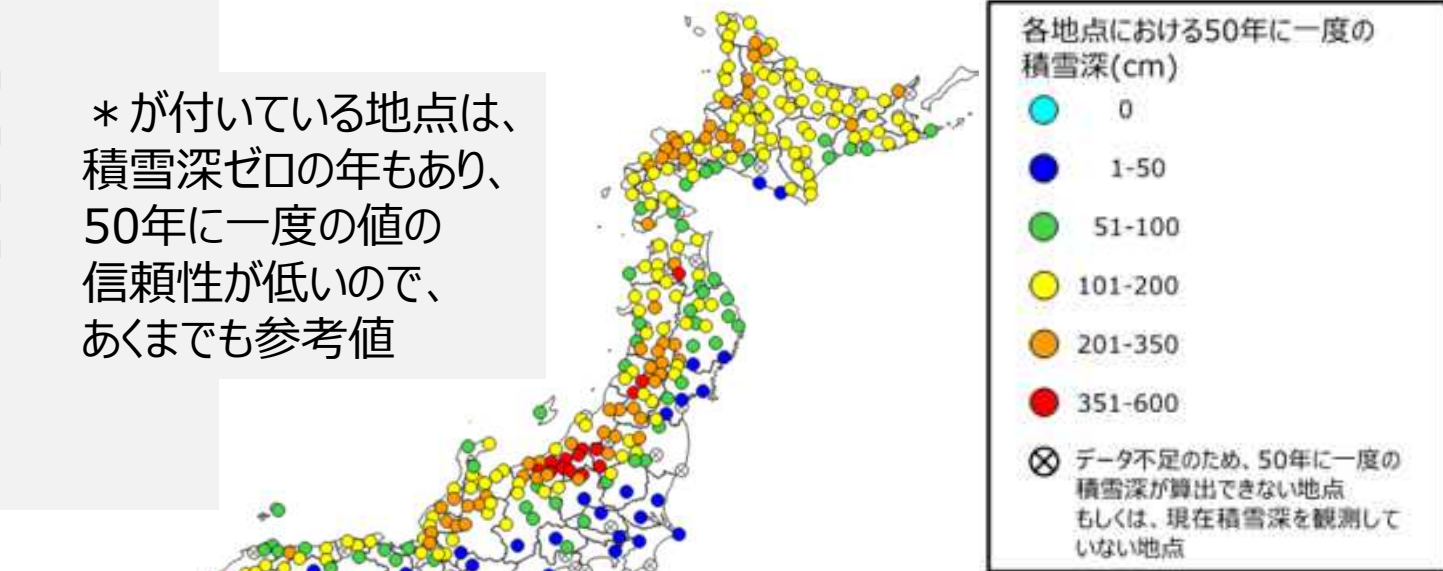 ＊が付いている地点は、
積雪深ゼロの年もあり、
50年に一度の値の
信頼性が低いので、
あくまでも参考値
各地点における50年に一度の
積雪深(cm)
0
1-50
51-100
101-200
201-350
351-600
データ不足のため、50年に一度の
積雪深が算出できない地点
もしくは、現在積雪深を観測して
いない地点